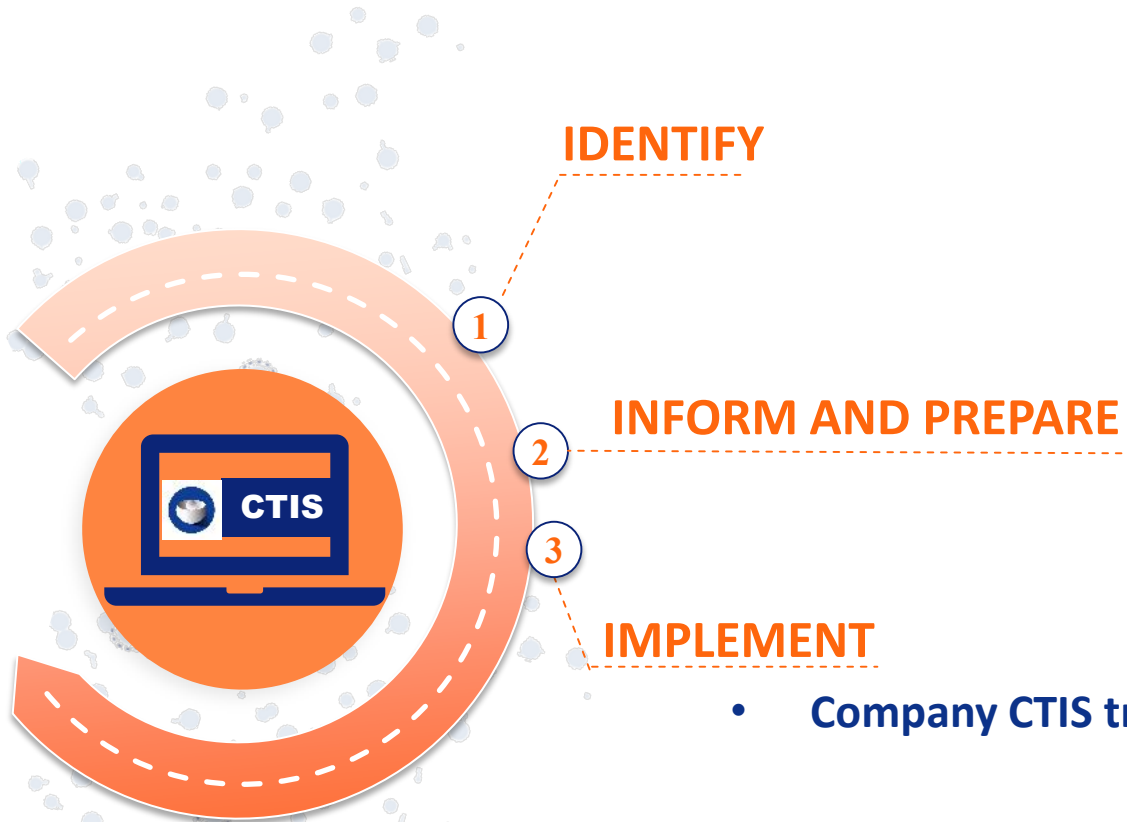 IDENTIFY
1
INFORM AND PREPARE
2
CTIS
3
IMPLEMENT
• Company CTIS